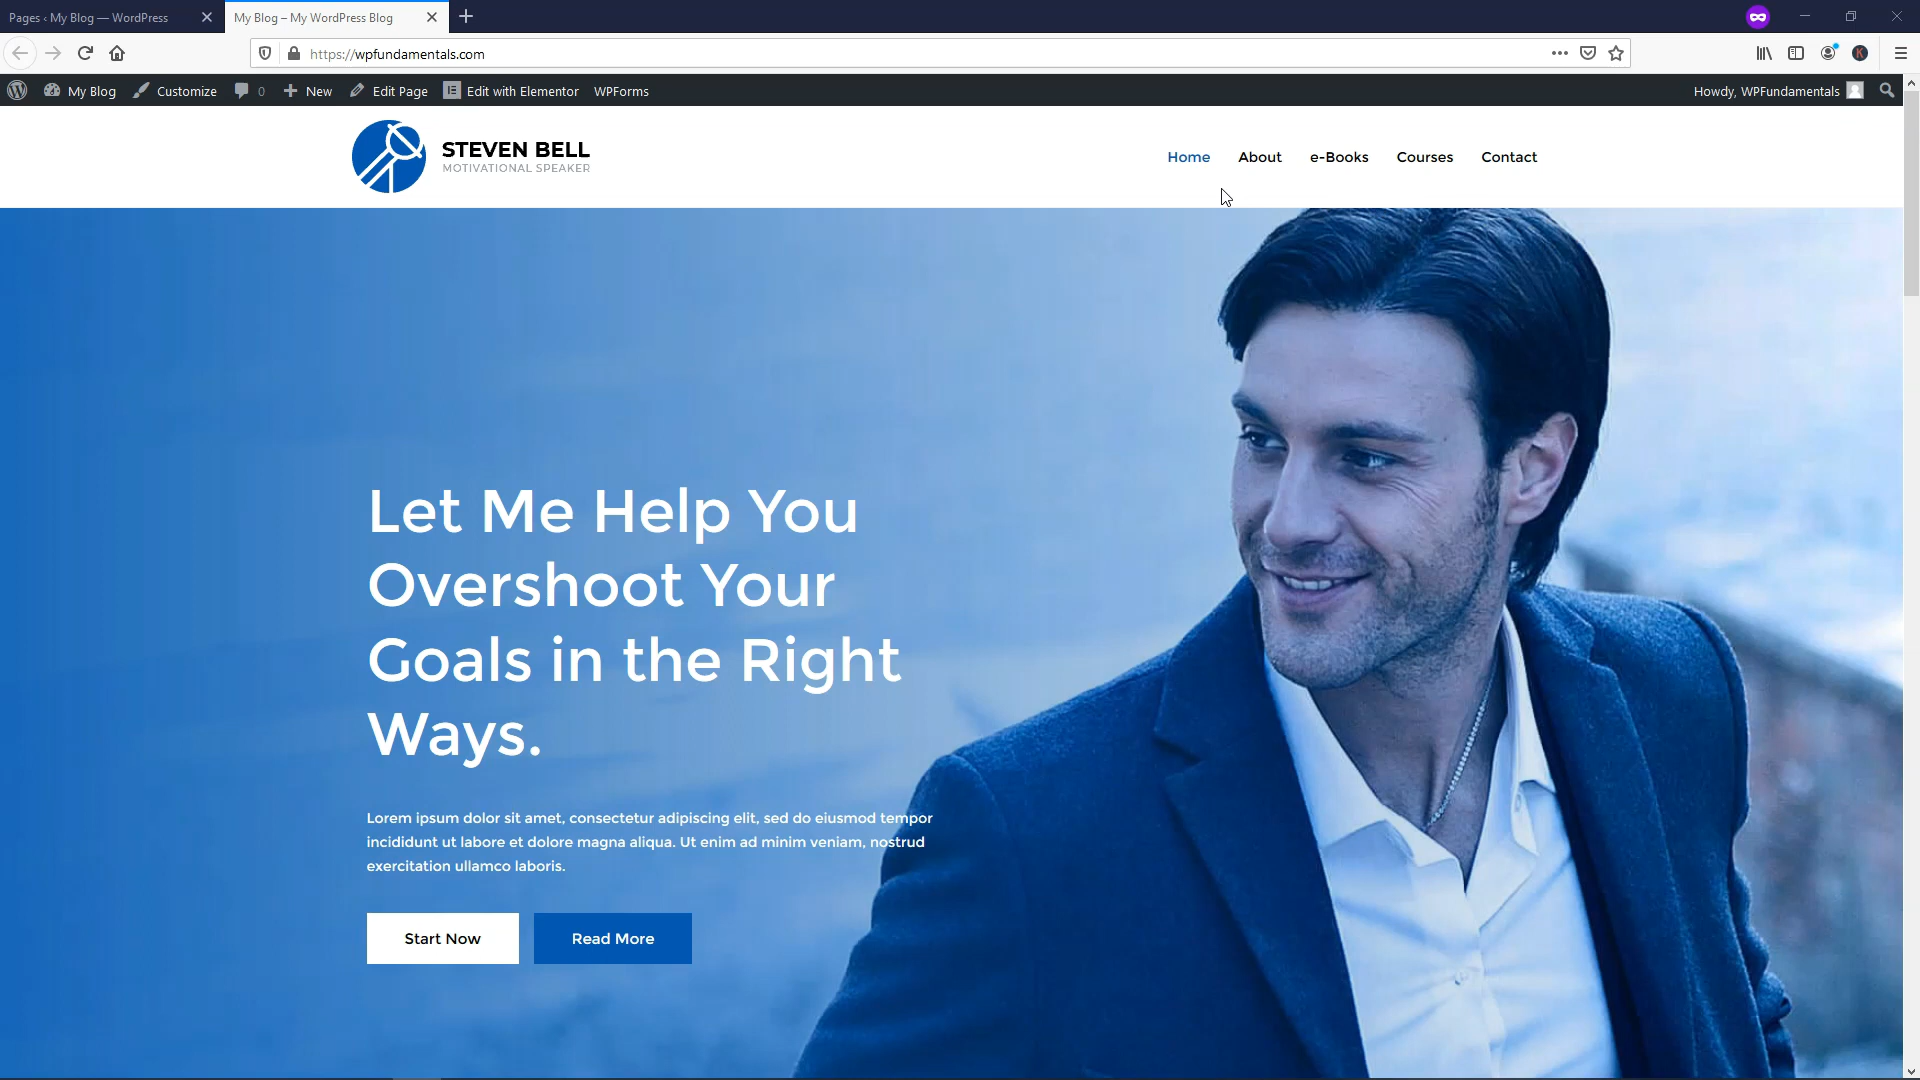 Pages ‹ My Blog — WordPress
My Blog – My WordPress Blog
https://wpfundamentals.com
My Blog
Customize
0
New
Edit Page
Edit with Elementor
WPForms
Howdy, WPFundamentals
STEVEN BELL
MOTIVATIONAL SPEAKER
Home
About
e-Books
Courses
Contact
Let Me Help You
Overshoot Your
Goals in the Right
Ways.
Lorem ipsum dolor sit amet, consectetur adipiscing elit, sed do eiusmod tempor
incididunt ut labore et dolore magna aliqua. Ut enim ad minim veniam, nostrud
exercitation ullamco laboris.
Start Now
Read More